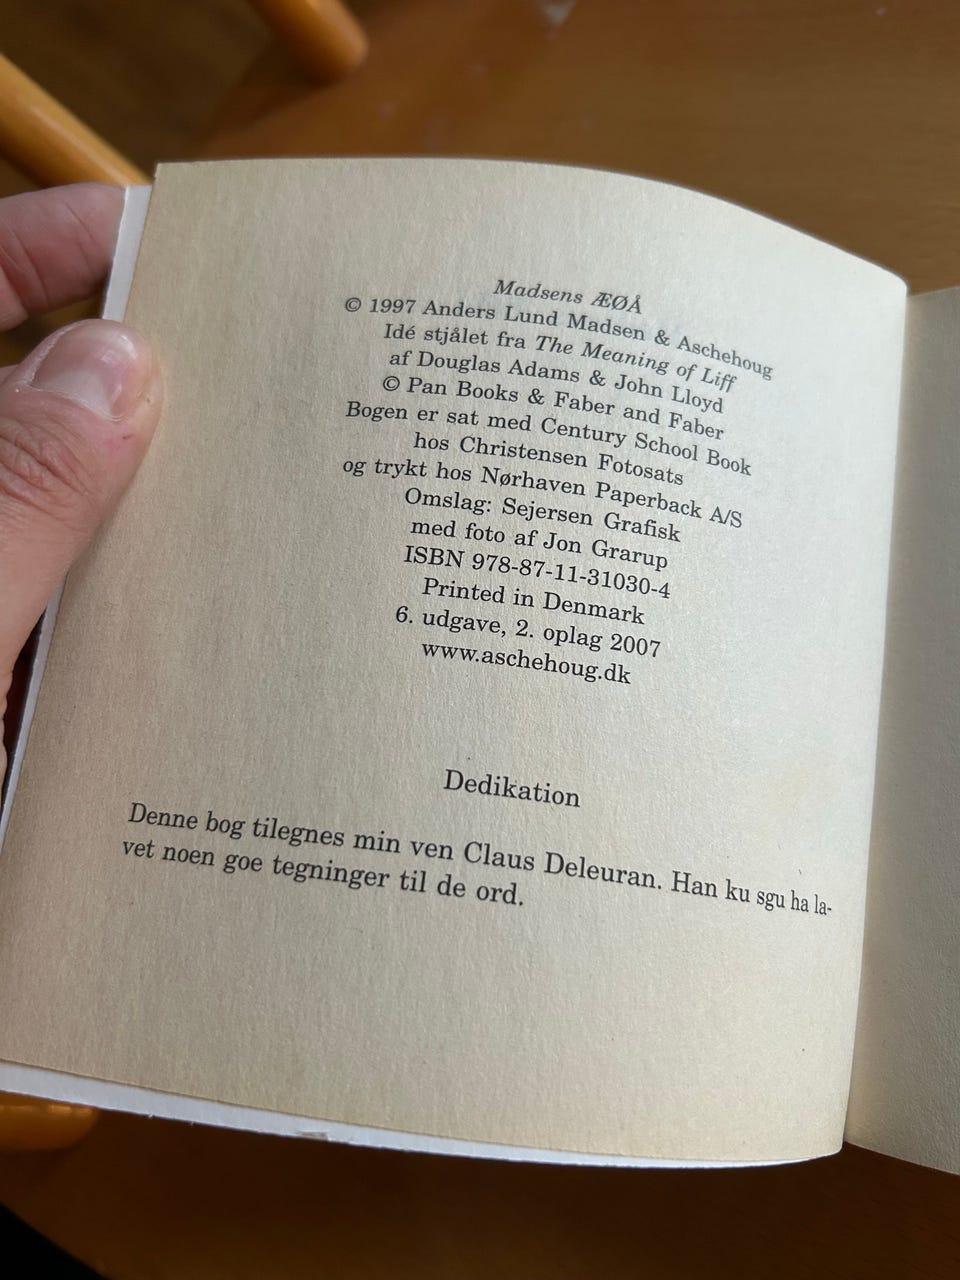 Madsens ÆØÅ
© 1997 Anders Lund Madsen & Aschehoug
Idé stjålet fra The Meaning of Liff
af Douglas Adams & John Lloyd
© Pan Books & Faber and Faber
Bogen er sat med Century School Book
hos Christensen Fotosats
og trykt hos Nørhaven Paperback A/S
Omslag: Sejersen Grafisk
med foto af Jon Grarup
ISBN 978-87-11-31030-4
Printed in Denmark
6. udgave, 2. oplag 2007
www.aschehoug.dk
Dedikation
Denne bog tilegnes min ven Claus Deleuran. Han ku sgu ha la-
vet noen goe tegninger til de ord.